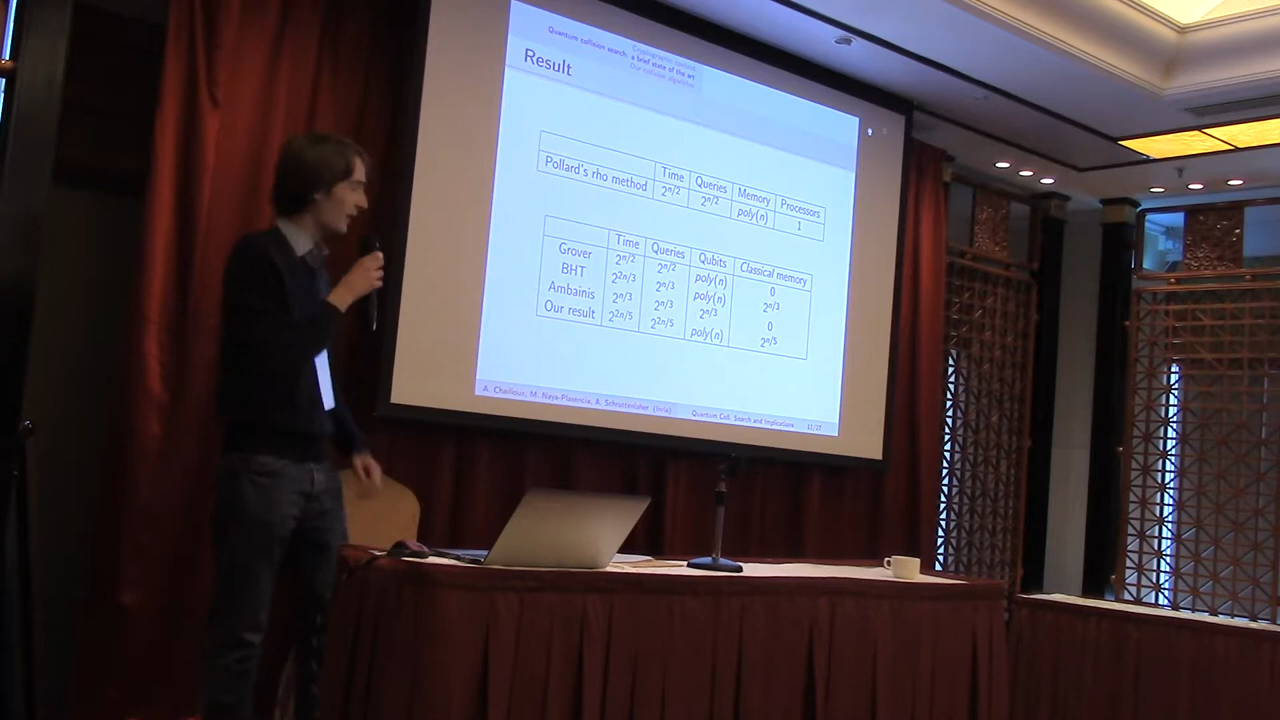 Cryptographic context
Quantum collision search: a brief state of the art
Our collision algorithm
Result
Time Queries Memory Processors
Pollard's rho method 2^{n/2} 2^{n/2} poly(n) 1
Time Queries Qubits Classical memory
Grover 2^{n/2} 2^{n/2} poly(n) 0
BHT 2^{2n/3} 2^{n/3} poly(n) 2^{n/3}
Ambainis 2^{n/3} 2^{n/3} 2^{n/3} 0
Our result 2^{2n/5} 2^{2n/5} poly(n) 2^{n/5}
A. Chailloux, M. Naya-Plasencia, A. Schrottenloher (Inria) Quantum Coll. Search and Implications 11/27